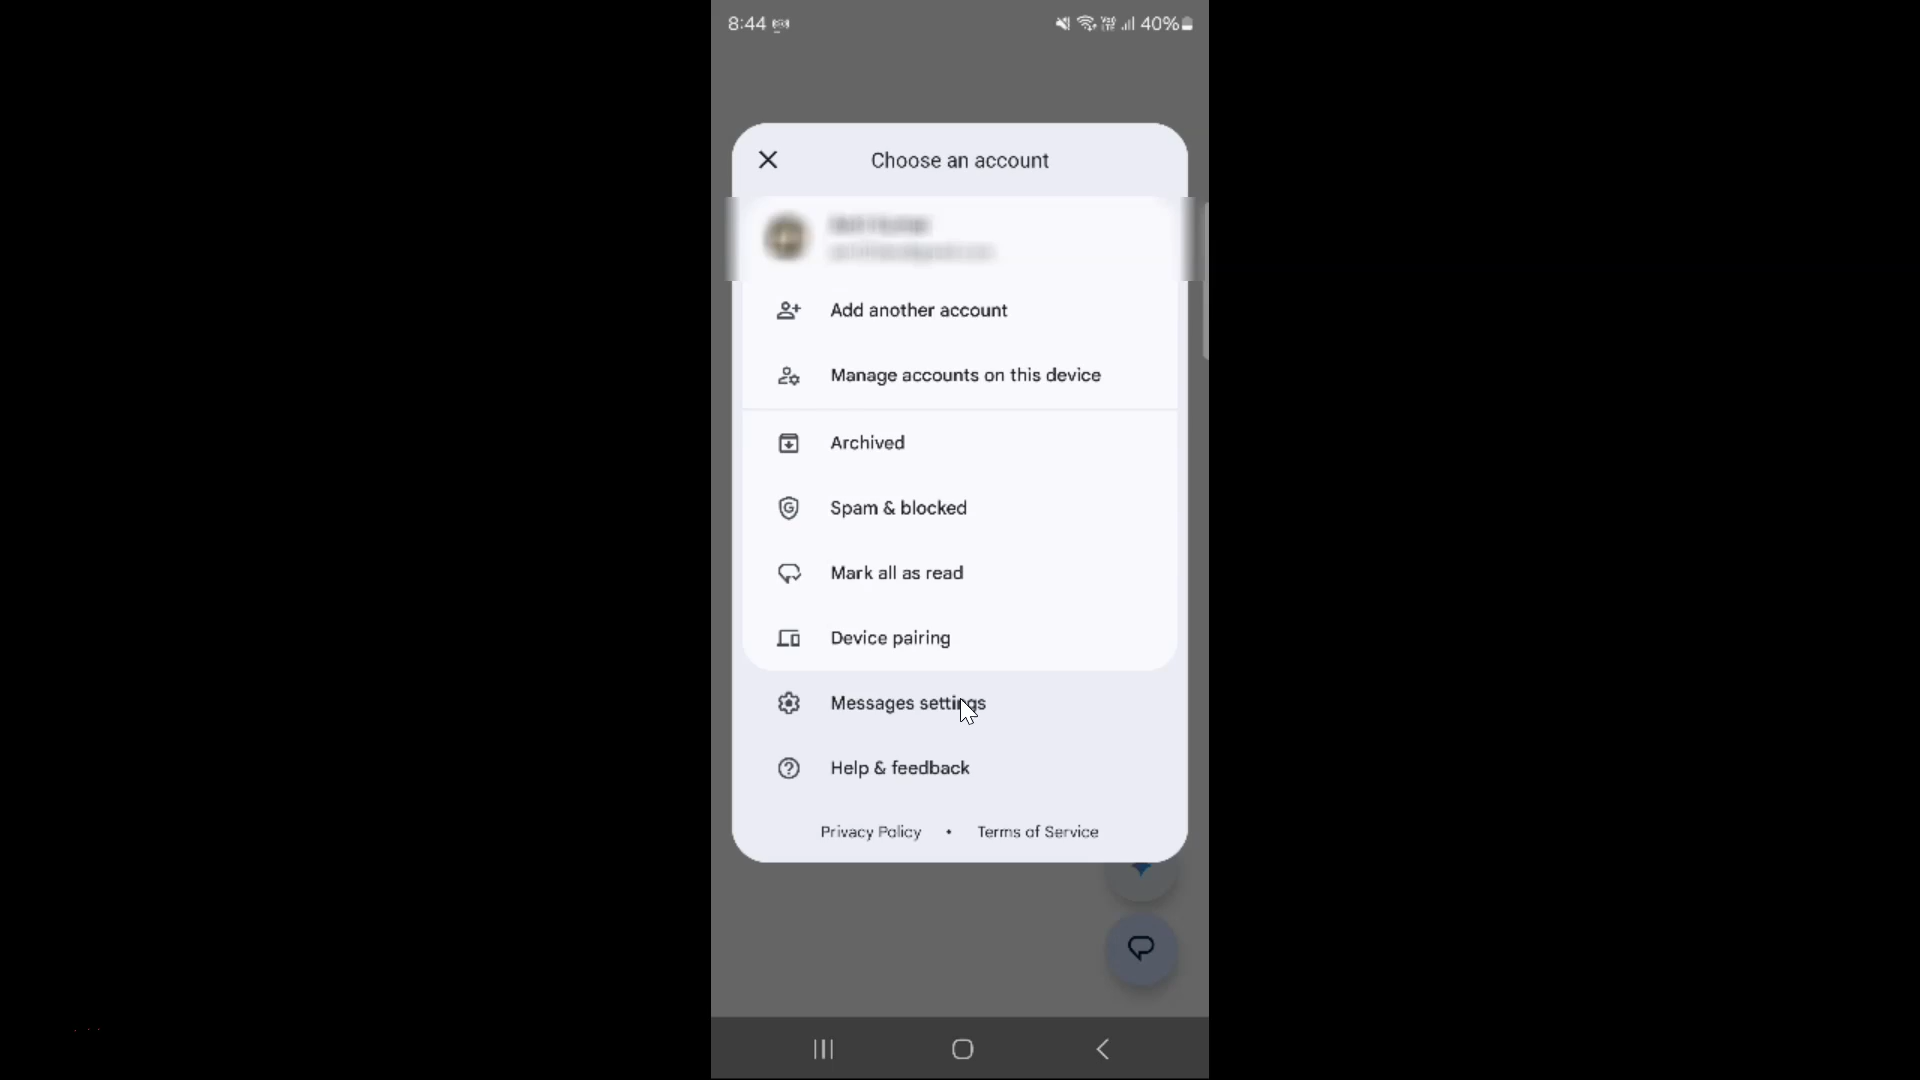 8:44
40%
Choose an account
Add another account
Manage accounts on this device
Archived
Spam & blocked
Mark all as read
Device pairing
Messages settings
Help & feedback
Privacy Policy • Terms of Service